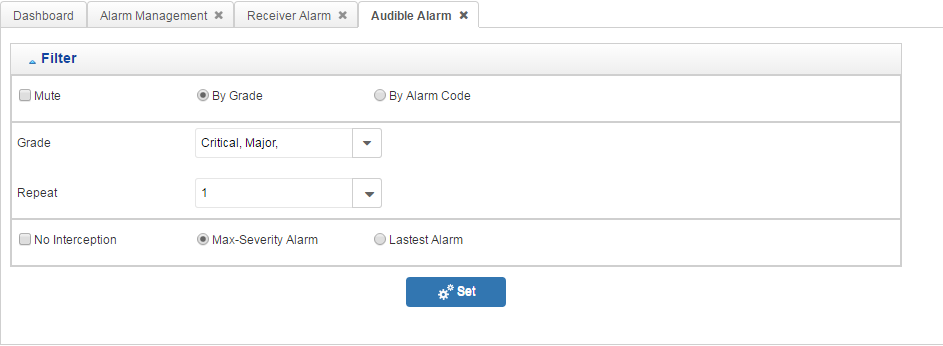 Dashboard Alarm Management Receiver Alarm Audible Alarm
Filter
Mute By Grade By Alarm Code
Grade Critical, Major,
Repeat 1
No Interception Max-Severity Alarm Lastest Alarm
Set